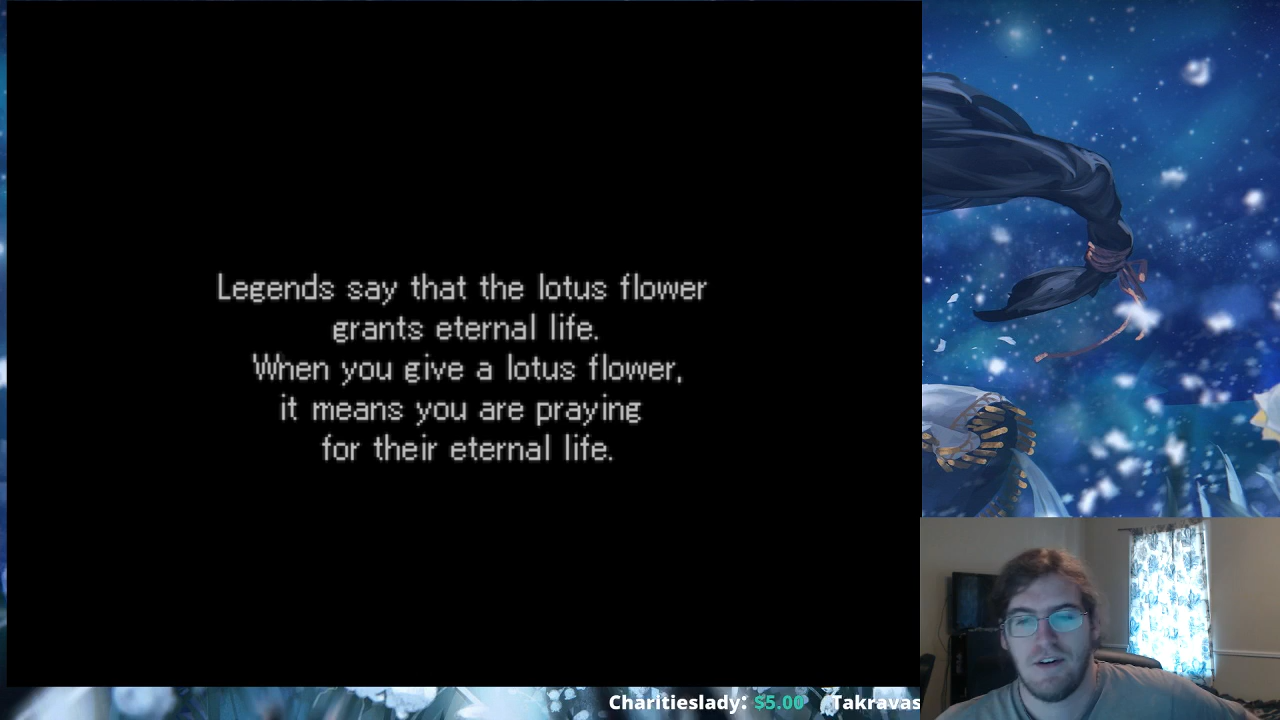 Legends say that the lotus flower
grants eternal life.
When you give a lotus flower,
it means you are praying
for their eternal life.
Charitieslady: $5.00 Takravas